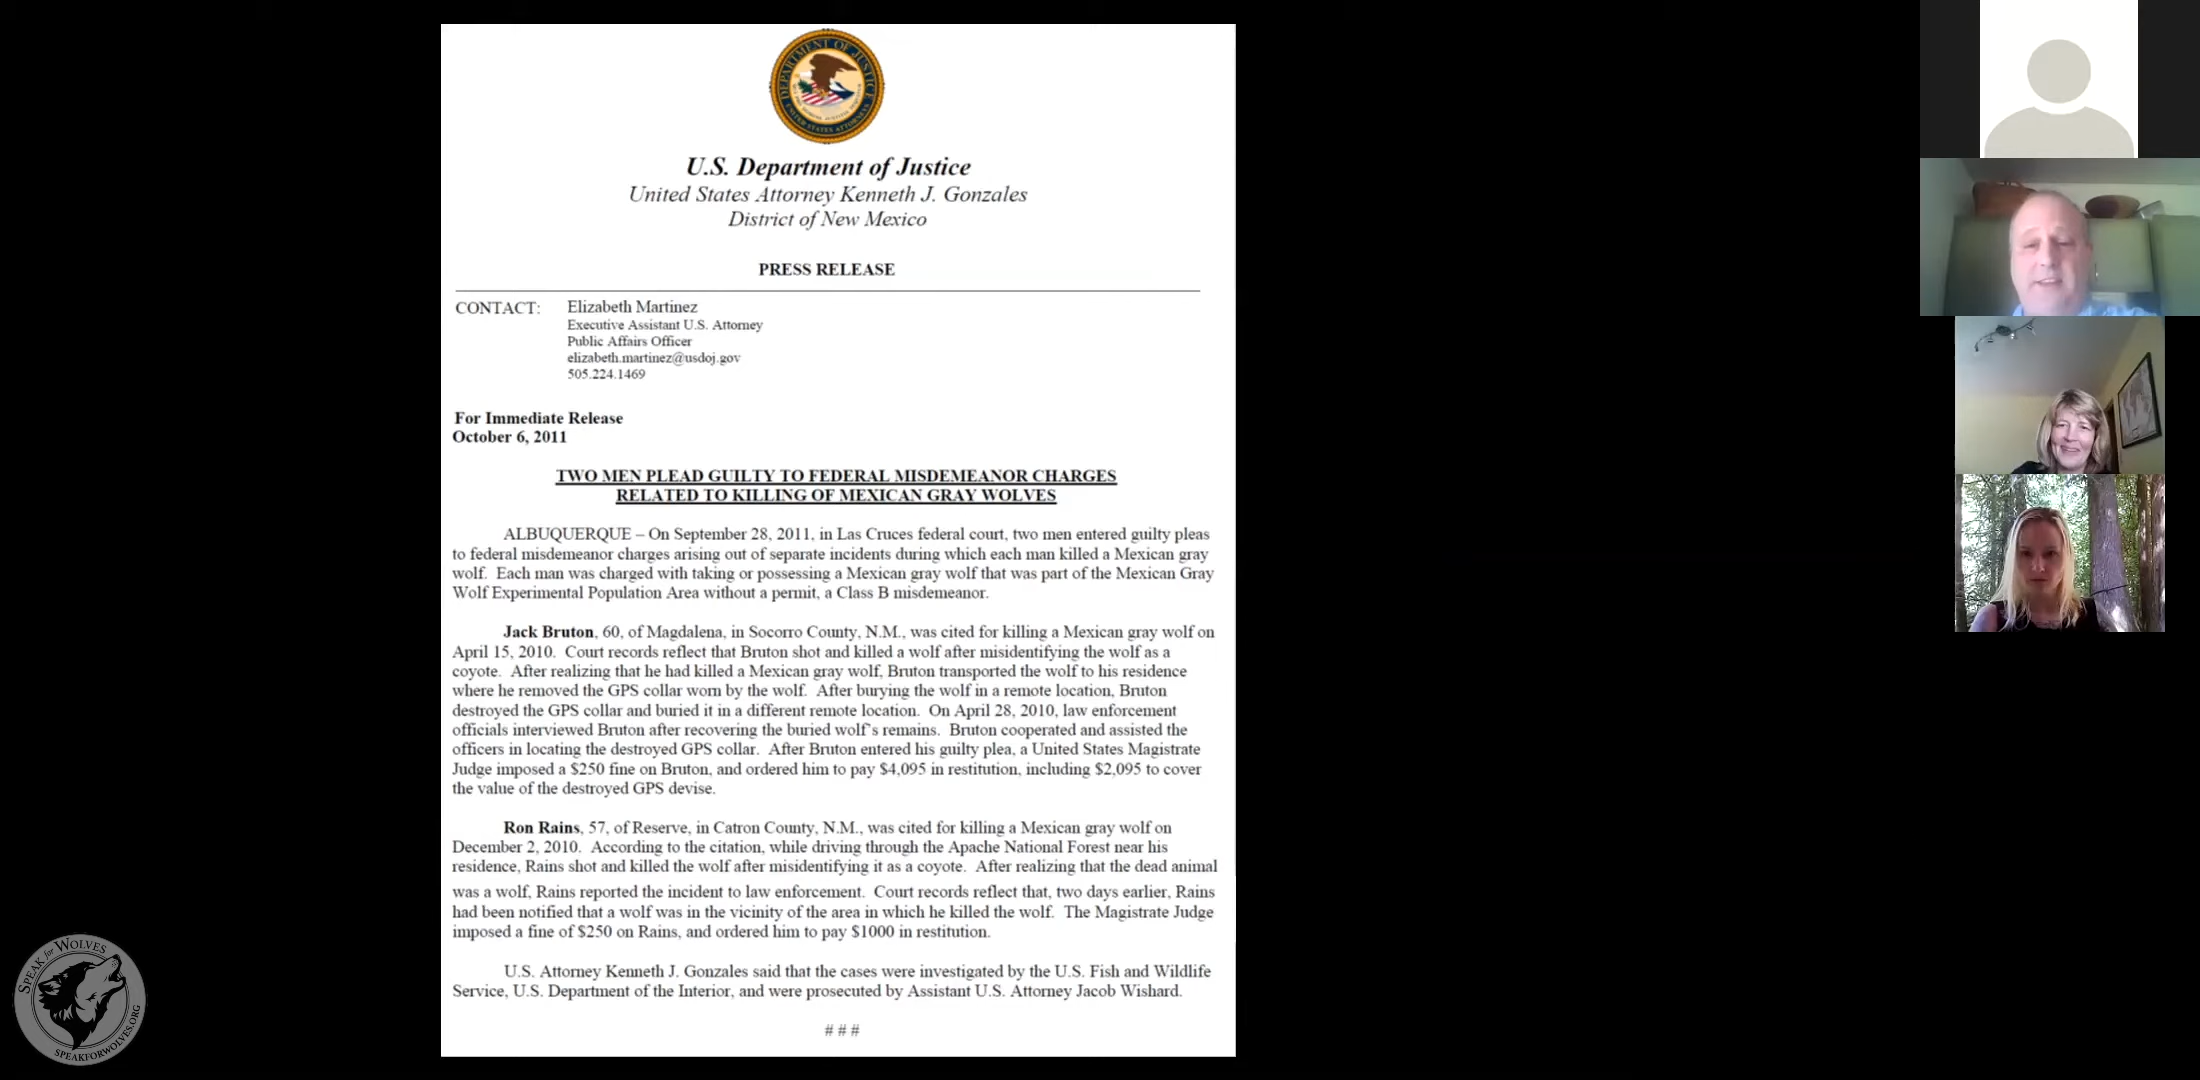 DEPARTMENT OF JUSTICE
UNITED STATES ATTORNEYS
U.S. Department of Justice
United States Attorney Kenneth J. Gonzales
District of New Mexico
PRESS RELEASE
CONTACT: Elizabeth Martinez
Executive Assistant U.S. Attorney
Public Affairs Officer
elizabeth.martinez@usdoj.gov
505.224.1469
For Immediate Release
October 6, 2011
TWO MEN PLEAD GUILTY TO FEDERAL MISDEMEANOR CHARGES
RELATED TO KILLING OF MEXICAN GRAY WOLVES
ALBUQUERQUE – On September 28, 2011, in Las Cruces federal court, two men entered guilty pleas
to federal misdemeanor charges arising out of separate incidents during which each man killed a Mexican gray
wolf. Each man was charged with taking or possessing a Mexican gray wolf that was part of the Mexican Gray
Wolf Experimental Population Area without a permit, a Class B misdemeanor.
Jack Bruton, 60, of Magdalena, in Socorro County, N.M., was cited for killing a Mexican gray wolf on
April 15, 2010. Court records reflect that Bruton shot and killed a wolf after misidentifying the wolf as a
coyote. After realizing that he had killed a Mexican gray wolf, Bruton transported the wolf to his residence
where he removed the GPS collar worn by the wolf. After burying the wolf in a remote location, Bruton
destroyed the GPS collar and buried it in a different remote location. On April 28, 2010, law enforcement
officials interviewed Bruton after recovering the buried wolf's remains. Bruton cooperated and assisted the
officers in locating the destroyed GPS collar. After Bruton entered his guilty plea, a United States Magistrate
Judge imposed a $250 fine on Bruton, and ordered him to pay $4,095 in restitution, including $2,095 to cover
the value of the destroyed GPS devise.
Ron Rains, 57, of Reserve, in Catron County, N.M., was cited for killing a Mexican gray wolf on
December 2, 2010. According to the citation, while driving through the Apache National Forest near his
residence, Rains shot and killed the wolf after misidentifying it as a coyote. After realizing that the dead animal
was a wolf, Rains reported the incident to law enforcement. Court records reflect that, two days earlier, Rains
had been notified that a wolf was in the vicinity of the area in which he killed the wolf. The Magistrate Judge
imposed a fine of $250 on Rains, and ordered him to pay $1000 in restitution.
U.S. Attorney Kenneth J. Gonzales said that the cases were investigated by the U.S. Fish and Wildlife
Service, U.S. Department of the Interior, and were prosecuted by Assistant U.S. Attorney Jacob Wishard.
# # #
SPEAK for WOLVES
SPEAKFORWOLVES.ORG